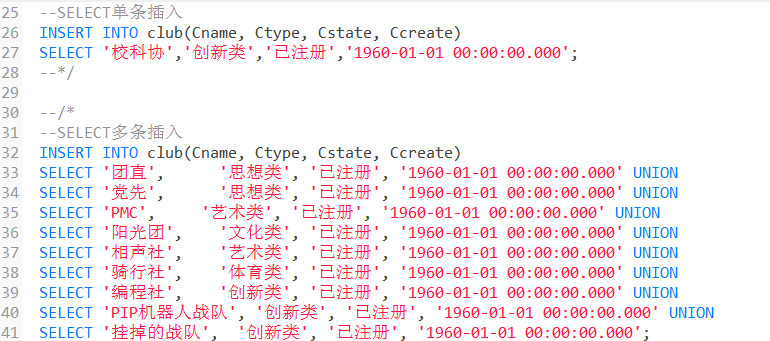 25 --SELECT单条插入
26 INSERT INTO club(Cname, Ctype, Cstate, Ccreate)
27 SELECT '校科协','创新类','已注册','1960-01-01 00:00:00.000';
28 --*/
29
30 --/*
31 --SELECT多条插入
32 INSERT INTO club(Cname, Ctype, Cstate, Ccreate)
33 SELECT '团直',      '思想类', '已注册', '1960-01-01 00:00:00.000' UNION
34 SELECT '党先',      '思想类', '已注册', '1960-01-01 00:00:00.000' UNION
35 SELECT 'PMC',      '艺术类', '已注册', '1960-01-01 00:00:00.000' UNION
36 SELECT '阳光团',    '文化类', '已注册', '1960-01-01 00:00:00.000' UNION
37 SELECT '相声社',    '艺术类', '已注册', '1960-01-01 00:00:00.000' UNION
38 SELECT '骑行社',    '体育类', '已注册', '1960-01-01 00:00:00.000' UNION
39 SELECT '编程社',    '创新类', '已注册', '1960-01-01 00:00:00.000' UNION
40 SELECT 'PIP机器人战队', '创新类', '已注册', '1960-01-01 00:00:00.000' UNION
41 SELECT '挂掉的战队',  '创新类', '已注册', '1960-01-01 00:00:00.000';